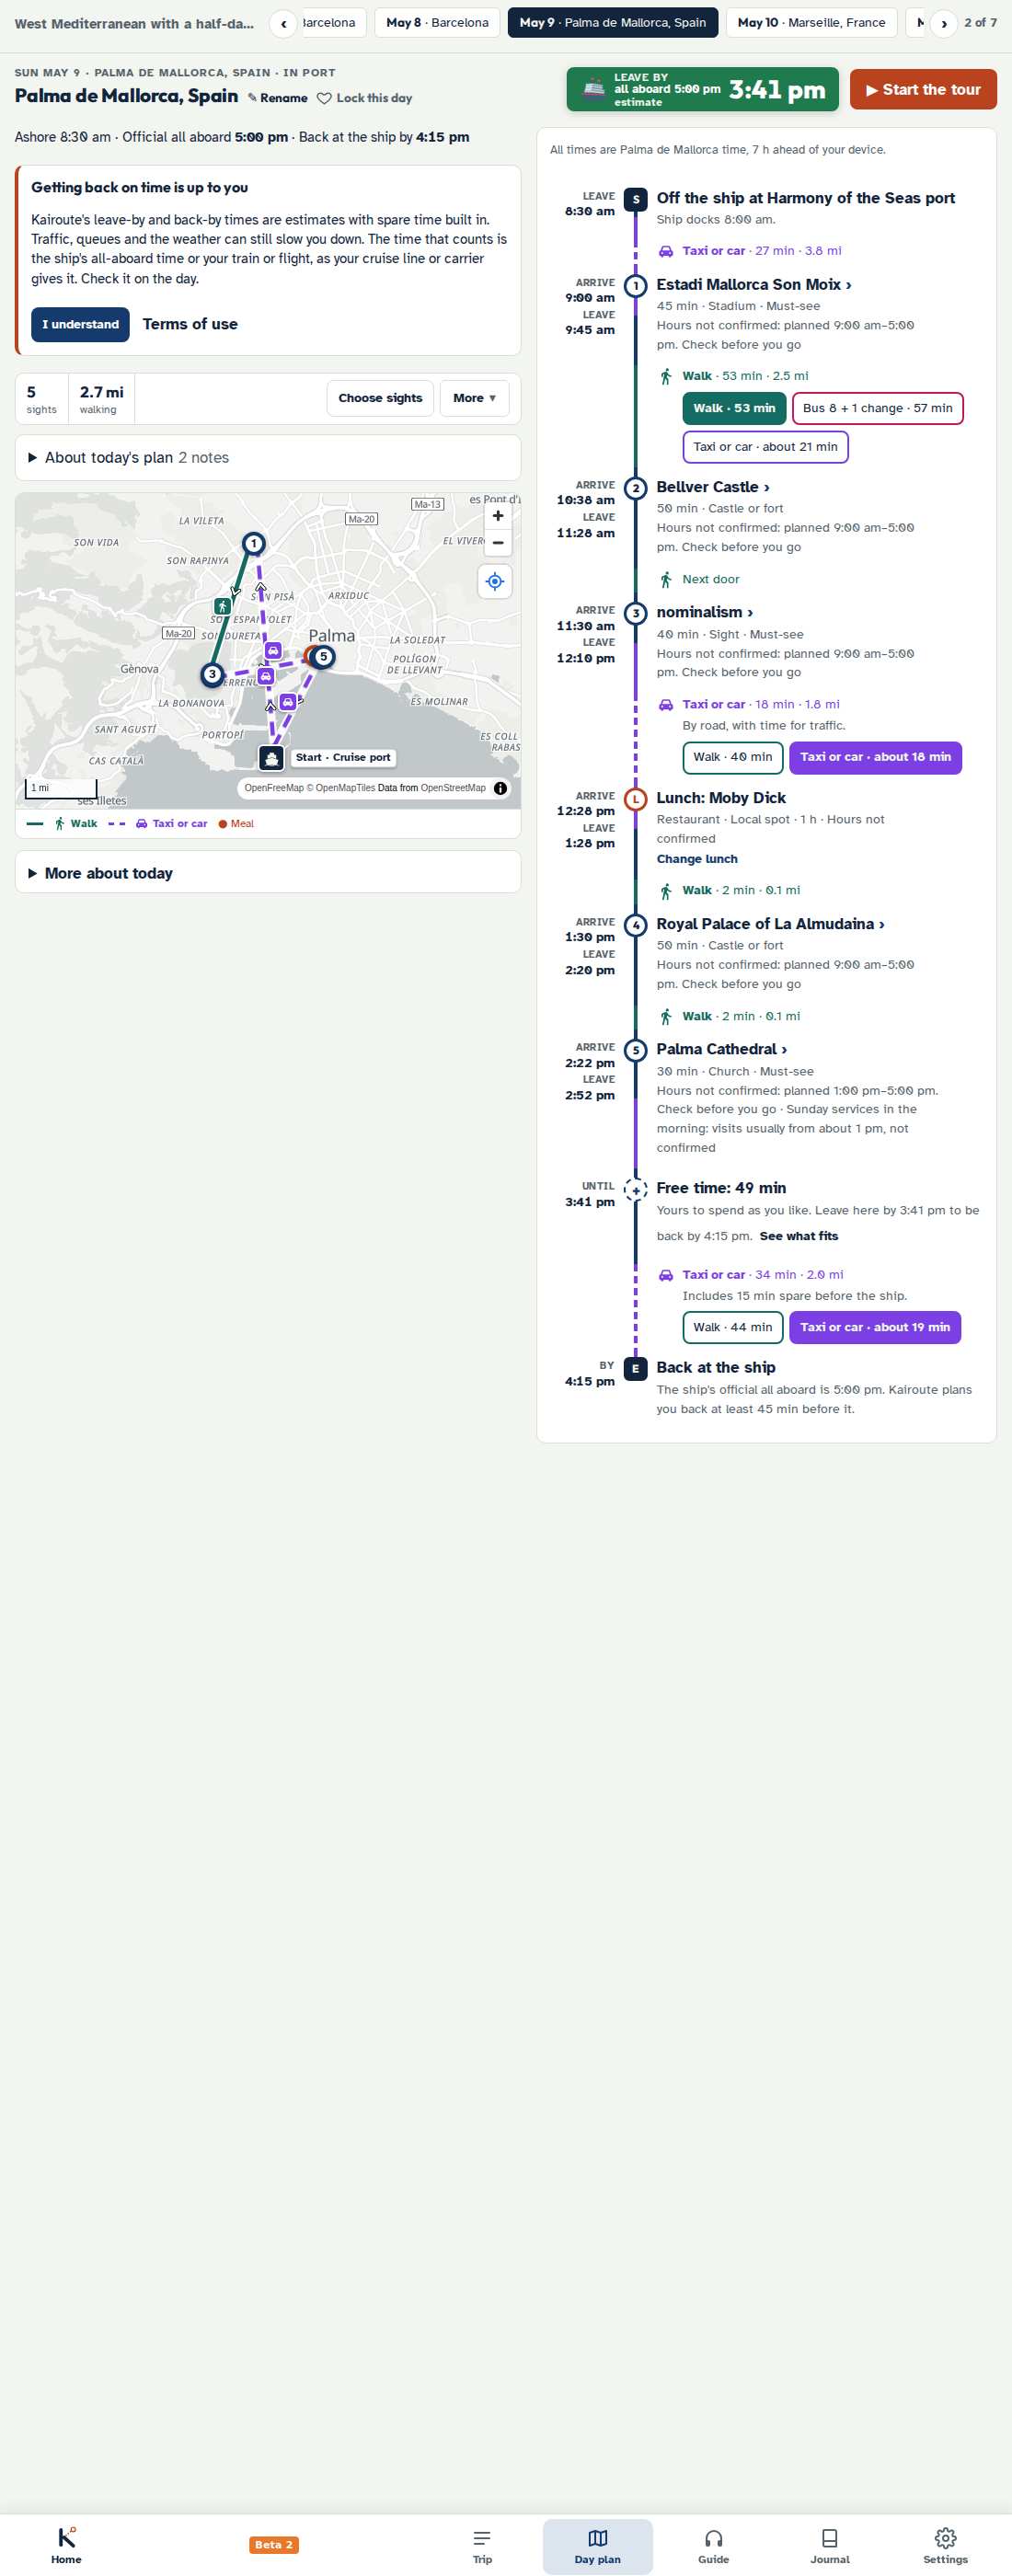 West Mediterranean with a half-da...
‹
Barcelona
May 8 · Barcelona
May 9 · Palma de Mallorca, Spain
May 10 · Marseille, France
›
2 of 7
SUN MAY 9 · PALMA DE MALLORCA, SPAIN · IN PORT
Palma de Mallorca, Spain
✎ Rename
Lock this day
LEAVE BY
all aboard 5:00 pm
estimate
3:41 pm
▶ Start the tour
Ashore 8:30 am · Official all aboard 5:00 pm · Back at the ship by 4:15 pm
Getting back on time is up to you
Kairoute's leave-by and back-by times are estimates with spare time built in.
Traffic, queues and the weather can still slow you down. The time that counts is
the ship's all-aboard time or your train or flight, as your cruise line or carrier
gives it. Check it on the day.
I understand
Terms of use
5
sights
2.7 mi
walking
Choose sights
More ▼
▶ About today's plan 2 notes
Ma-13
Ma-20
LA VILETA
SON VIDA
SON RAPINYA
EL VIVER
ARXIDUC
Ma-20
Palma
LA SOLEDAT
POLÍGON
DE LLEVANT
Gènova
LA BONANOVA
ES MOLINAR
SANT AGUSTÍ
PORTOPÍ
ES COLL
RABAS
CAS CATALÀ
ses Illetes
1
3
5
+
−
Start · Cruise port
1 mi
OpenFreeMap © OpenMapTiles Data from OpenStreetMap
Walk
Taxi or car
Meal
▶ More about today
All times are Palma de Mallorca time, 7 h ahead of your device.
LEAVE
8:30 am
S
Off the ship at Harmony of the Seas port
Ship docks 8:00 am.
Taxi or car · 27 min · 3.8 mi
ARRIVE
9:00 am
LEAVE
9:45 am
1
Estadi Mallorca Son Moix ›
45 min · Stadium · Must-see
Hours not confirmed: planned 9:00 am–5:00
pm. Check before you go
Walk · 53 min · 2.5 mi
Walk · 53 min
Bus 8 + 1 change · 57 min
Taxi or car · about 21 min
ARRIVE
10:38 am
LEAVE
11:28 am
2
Bellver Castle ›
50 min · Castle or fort
Hours not confirmed: planned 9:00 am–5:00
pm. Check before you go
Next door
ARRIVE
11:30 am
LEAVE
12:10 pm
3
nominalism ›
40 min · Sight · Must-see
Hours not confirmed: planned 9:00 am–5:00
pm. Check before you go
Taxi or car · 18 min · 1.8 mi
By road, with time for traffic.
Walk · 40 min
Taxi or car · about 18 min
ARRIVE
12:28 pm
LEAVE
1:28 pm
L
Lunch: Moby Dick
Restaurant · Local spot · 1 h · Hours not
confirmed
Change lunch
Walk · 2 min · 0.1 mi
ARRIVE
1:30 pm
LEAVE
2:20 pm
4
Royal Palace of La Almudaina ›
50 min · Castle or fort
Hours not confirmed: planned 9:00 am–5:00
pm. Check before you go
Walk · 2 min · 0.1 mi
ARRIVE
2:22 pm
LEAVE
2:52 pm
5
Palma Cathedral ›
30 min · Church · Must-see
Hours not confirmed: planned 1:00 pm–5:00 pm.
Check before you go · Sunday services in the
morning: visits usually from about 1 pm, not
confirmed
UNTIL
3:41 pm
+
Free time: 49 min
Yours to spend as you like. Leave here by 3:41 pm to be
back by 4:15 pm. See what fits
Taxi or car · 34 min · 2.0 mi
Includes 15 min spare before the ship.
Walk · 44 min
Taxi or car · about 19 min
BY
4:15 pm
E
Back at the ship
The ship's official all aboard is 5:00 pm. Kairoute plans
you back at least 45 min before it.
Home
Beta 2
Trip
Day plan
Guide
Journal
Settings